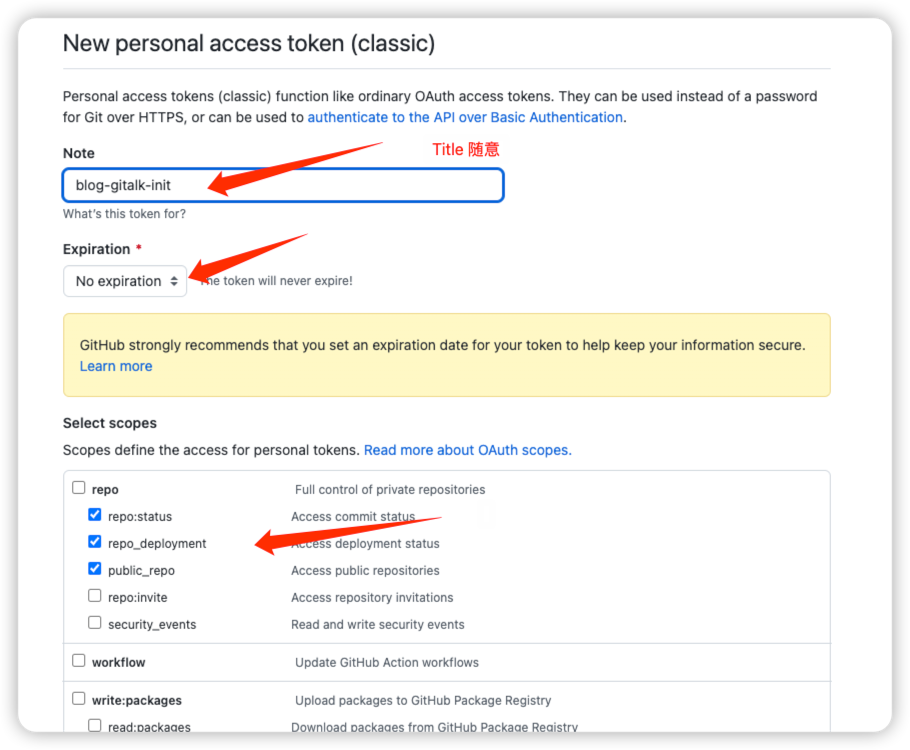 New personal access token (classic)
Personal access tokens (classic) function like ordinary OAuth access tokens. They can be used instead of a password
for Git over HTTPS, or can be used to authenticate to the API over Basic Authentication.
Note
Title 随意
blog-gitalk-init
What's this token for?
Expiration *
No expiration
The token will never expire!
GitHub strongly recommends that you set an expiration date for your token to help keep your information secure.
Learn more
Select scopes
Scopes define the access for personal tokens. Read more about OAuth scopes.
repo Full control of private repositories
repo:status Access commit status
repo_deployment Access deployment status
public_repo Access public repositories
repo:invite Access repository invitations
security_events Read and write security events
workflow Update GitHub Action workflows
write:packages Upload packages to GitHub Package Registry
read:packages Download packages from GitHub Package Registry